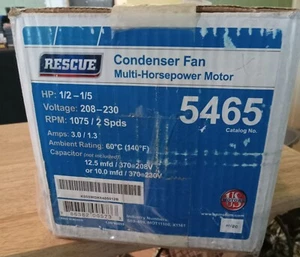 RESCUE
Condenser Fan
Multi-Horsepower Motor
HP: 1/2 – 1/5
Voltage: 208-230
RPM: 1075 / 2 Spds
5465
Catalog No.
Amps: 3.0 / 1.3
Ambient Rating: 60°C (140°F)
Capacitor
12.5 mfd / 370@208V
or 10.0 mfd / 370@230V